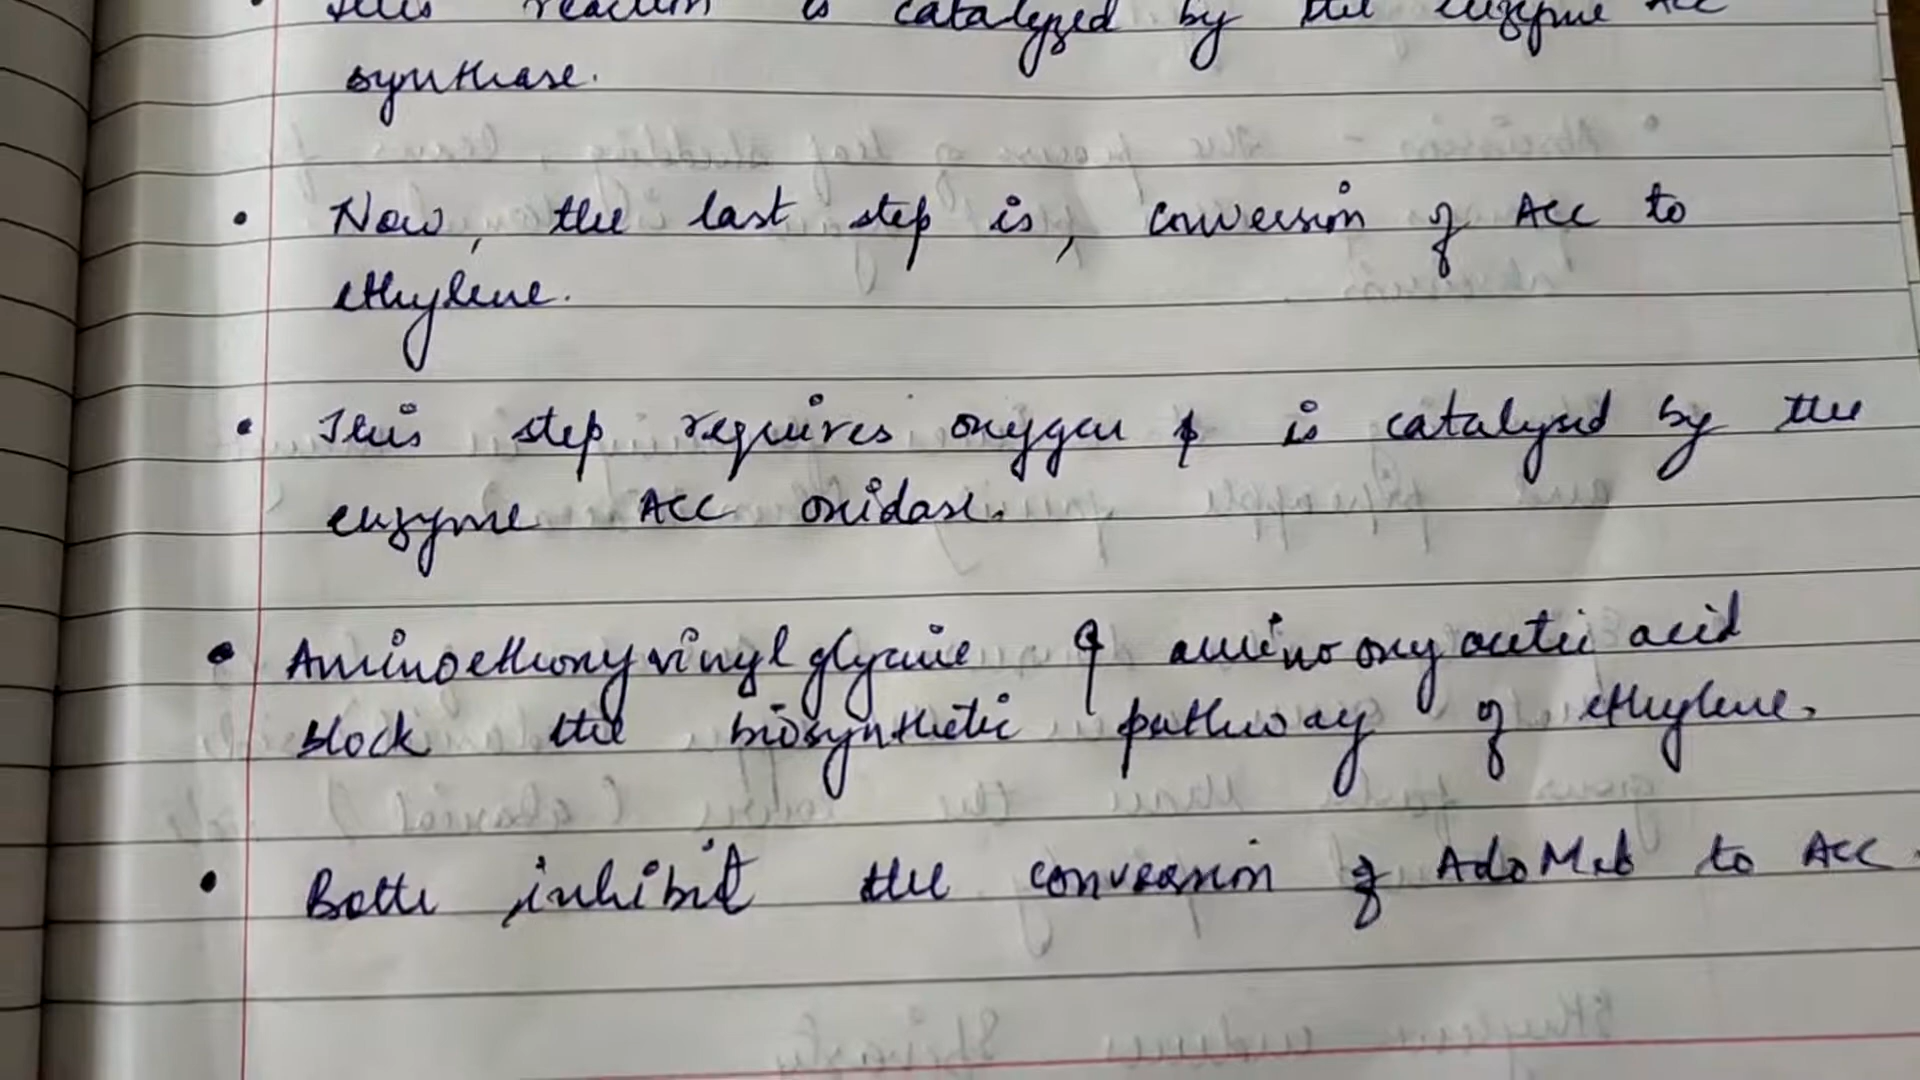 • This reaction is catalyzed by the enzyme ACC
synthase.
• Now, the last step is, conversion of ACC to
ethylene.
• This step requires oxygen & is catalysed by the
enzyme ACC oxidase.
• Aminoethoxyvinylglycine & aminooxyacetic acid
block the biosynthetic pathway of ethylene.
• Both inhibit the conversion of AdoMet to ACC.